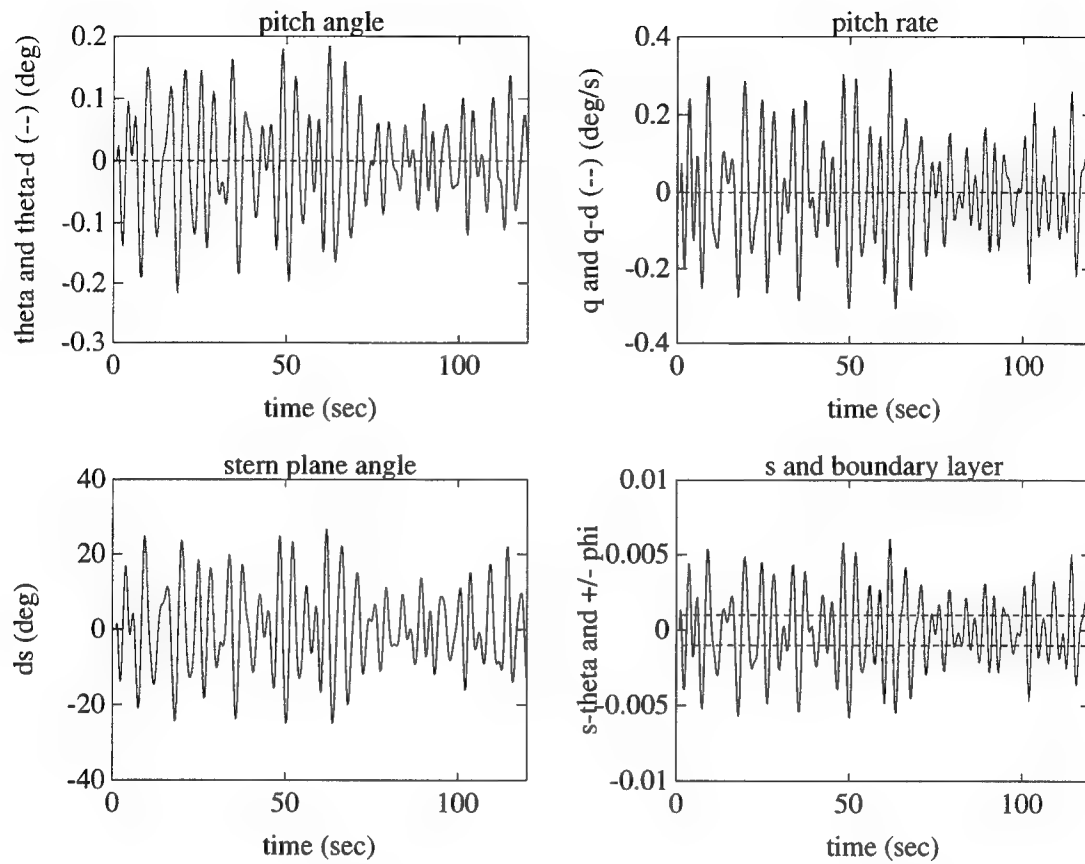 pitch angle
theta and theta-d (--) (deg)
0.2
0.1
0
-0.1
-0.2
-0.3
0
50
100
time (sec)
pitch rate
q and q-d (--) (deg/s)
0.4
0.2
0
-0.2
-0.4
0
50
100
time (sec)
stern plane angle
ds (deg)
40
20
0
-20
-40
0
50
100
time (sec)
s and boundary layer
s-theta and +/- phi
0.01
0.005
0
-0.005
-0.01
0
50
100
time (sec)